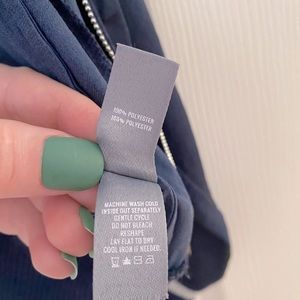 100% POLYESTER
100% POLYESTER
MACHINE WASH COLD
INSIDE OUT SEPARATELY
GENTLE CYCLE
DO NOT BLEACH
RESHAPE
LAY FLAT TO DRY
COOL IRON IF NEEDED.